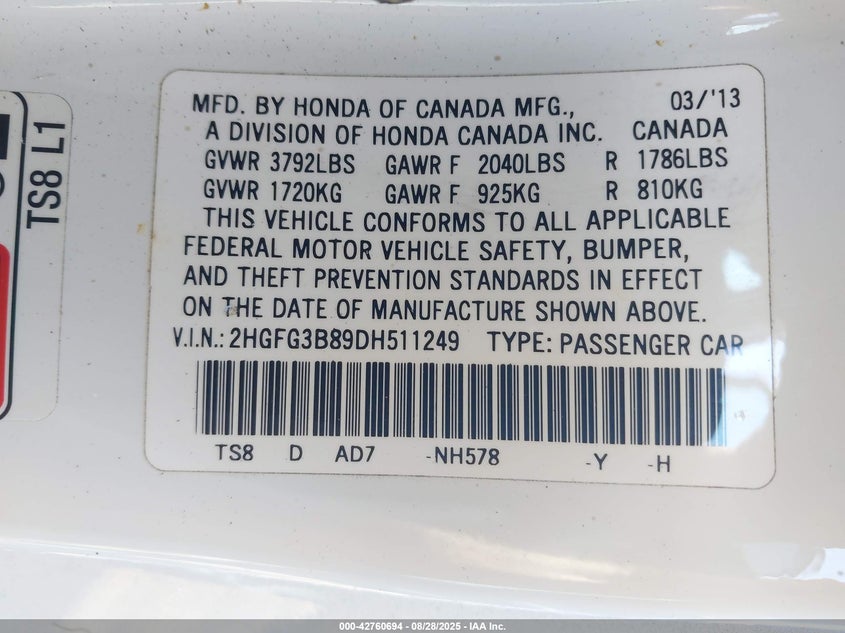 MFD. BY HONDA OF CANADA MFG., 03/'13
A DIVISION OF HONDA CANADA INC. CANADA
GVWR 3792LBS GAWR F 2040LBS R 1786LBS
GVWR 1720KG GAWR F 925KG R 810KG
THIS VEHICLE CONFORMS TO ALL APPLICABLE
FEDERAL MOTOR VEHICLE SAFETY, BUMPER,
AND THEFT PREVENTION STANDARDS IN EFFECT
ON THE DATE OF MANUFACTURE SHOWN ABOVE.
V.I.N.: 2HGFG3B89DH511249 TYPE: PASSENGER CAR
TS8 D AD7 -NH578 -Y -H
TS8 L1
000-42760694 - 08/28/2025 - IAA Inc.